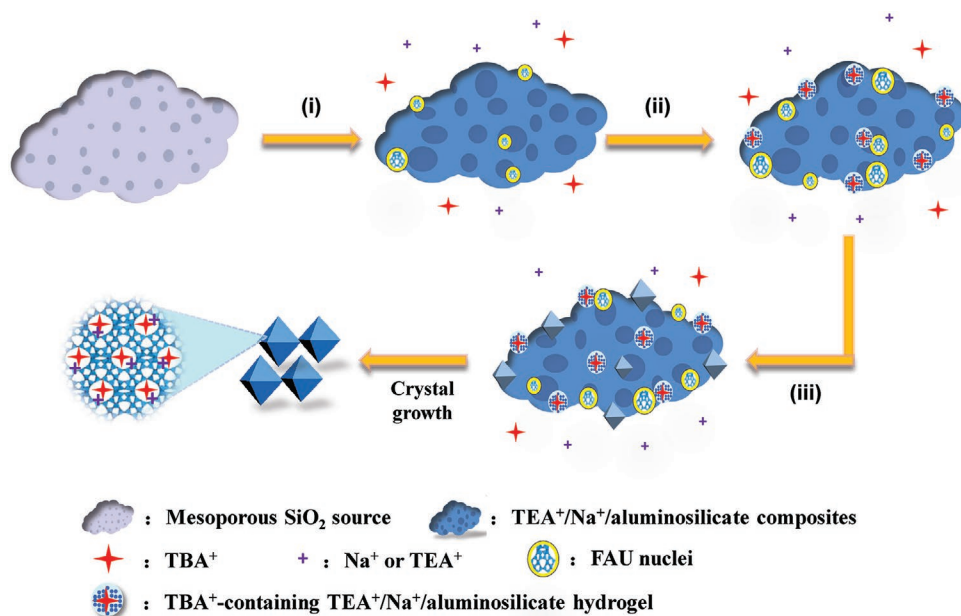 (i)
(ii)
(iii)
Crystal
growth
: Mesoporous SiO₂ source
: TEA⁺/Na⁺/aluminosilicate composites
: TBA⁺
: Na⁺ or TEA⁺
: FAU nuclei
: TBA⁺-containing TEA⁺/Na⁺/aluminosilicate hydrogel